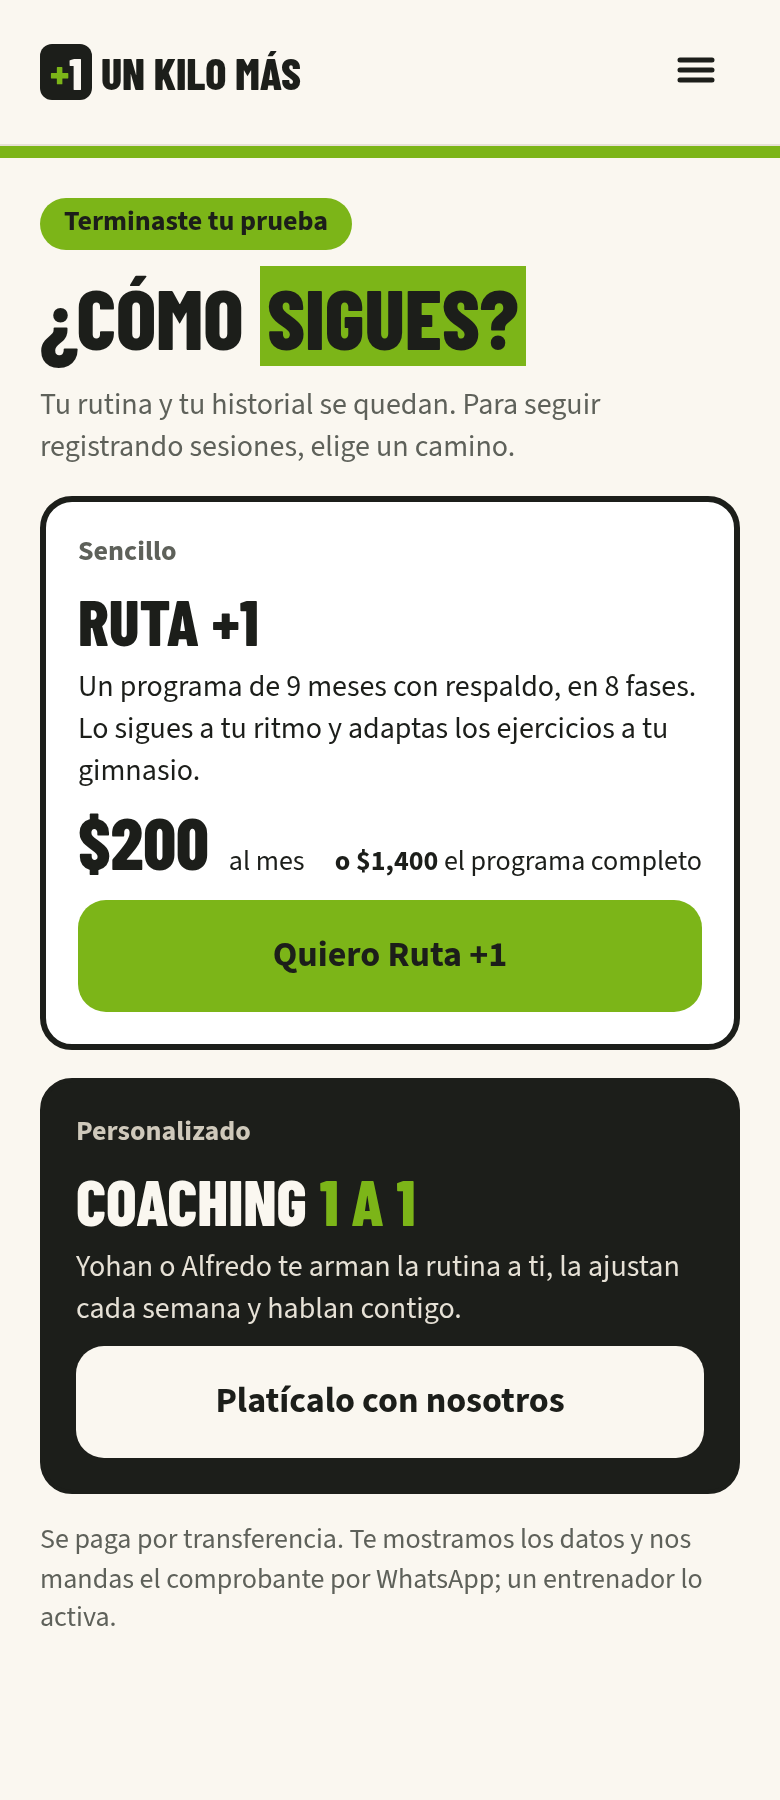 +1 UN KILO MÁS
Terminaste tu prueba
¿CÓMO SIGUES?
Tu rutina y tu historial se quedan. Para seguir
registrando sesiones, elige un camino.
Sencillo
RUTA +1
Un programa de 9 meses con respaldo, en 8 fases.
Lo sigues a tu ritmo y adaptas los ejercicios a tu
gimnasio.
$200 al mes o $1,400 el programa completo
Quiero Ruta +1
Personalizado
COACHING 1 A 1
Yohan o Alfredo te arman la rutina a ti, la ajustan
cada semana y hablan contigo.
Platícalo con nosotros
Se paga por transferencia. Te mostramos los datos y nos
mandas el comprobante por WhatsApp; un entrenador lo
activa.